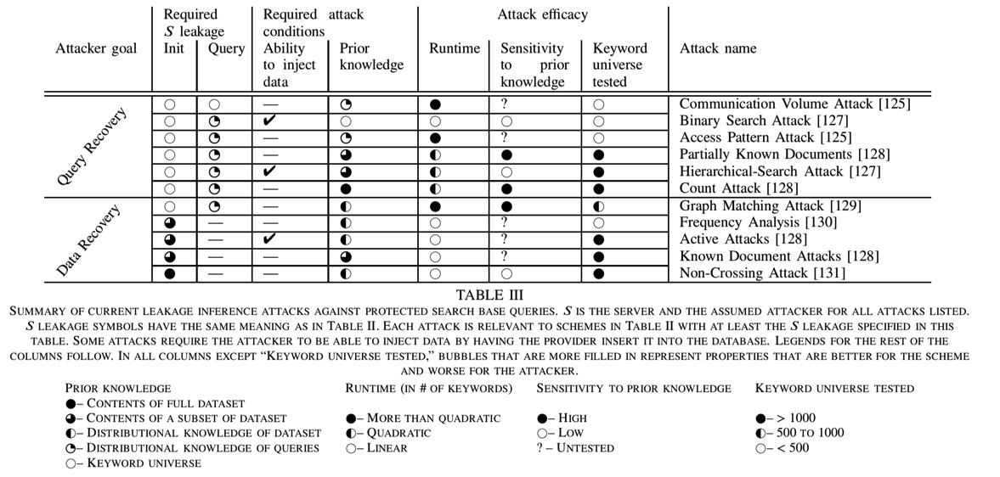 Required Required attack Attack efficacy
S leakage conditions
Attacker goal Init Query Ability Prior Runtime Sensitivity Keyword Attack name
to inject knowledge to prior universe
data knowledge tested
Query Recovery
○ ○ — ◔ ● ? ○ Communication Volume Attack [125]
○ ◔ ✔ ○ ○ ○ ○ Binary Search Attack [127]
○ ◔ — ◔ ● ? ○ Access Pattern Attack [125]
○ ◔ — ◕ ◐ ● ● Partially Known Documents [128]
○ ◔ ✔ ◕ ◐ ○ ● Hierarchical-Search Attack [127]
○ ◔ — ● ◐ ● ● Count Attack [128]
Data Recovery
○ ◔ — ◐ ● ● ◐ Graph Matching Attack [129]
◕ — — ◐ ○ ? ○ Frequency Analysis [130]
◕ — ✔ ◐ ○ ? ● Active Attacks [128]
◕ — — ◕ ○ ? ● Known Document Attacks [128]
● — — ◐ ○ ○ ● Non-Crossing Attack [131]
TABLE III
SUMMARY OF CURRENT LEAKAGE INFERENCE ATTACKS AGAINST PROTECTED SEARCH BASE QUERIES. S IS THE SERVER AND THE ASSUMED ATTACKER FOR ALL ATTACKS LISTED.
S LEAKAGE SYMBOLS HAVE THE SAME MEANING AS IN TABLE II. EACH ATTACK IS RELEVANT TO SCHEMES IN TABLE II WITH AT LEAST THE S LEAKAGE SPECIFIED IN THIS
TABLE. SOME ATTACKS REQUIRE THE ATTACKER TO BE ABLE TO INJECT DATA BY HAVING THE PROVIDER INSERT IT INTO THE DATABASE. LEGENDS FOR THE REST OF THE
COLUMNS FOLLOW. IN ALL COLUMNS EXCEPT “KEYWORD UNIVERSE TESTED,” BUBBLES THAT ARE MORE FILLED IN REPRESENT PROPERTIES THAT ARE BETTER FOR THE SCHEME
AND WORSE FOR THE ATTACKER.
PRIOR KNOWLEDGE
●– CONTENTS OF FULL DATASET
◕– CONTENTS OF A SUBSET OF DATASET
◐– DISTRIBUTIONAL KNOWLEDGE OF DATASET
◔– DISTRIBUTIONAL KNOWLEDGE OF QUERIES
○– KEYWORD UNIVERSE
RUNTIME (IN # OF KEYWORDS)
●– MORE THAN QUADRATIC
◐– QUADRATIC
○– LINEAR
SENSITIVITY TO PRIOR KNOWLEDGE
●– HIGH
○– LOW
? – UNTESTED
KEYWORD UNIVERSE TESTED
●– > 1000
◐– 500 TO 1000
○– < 500